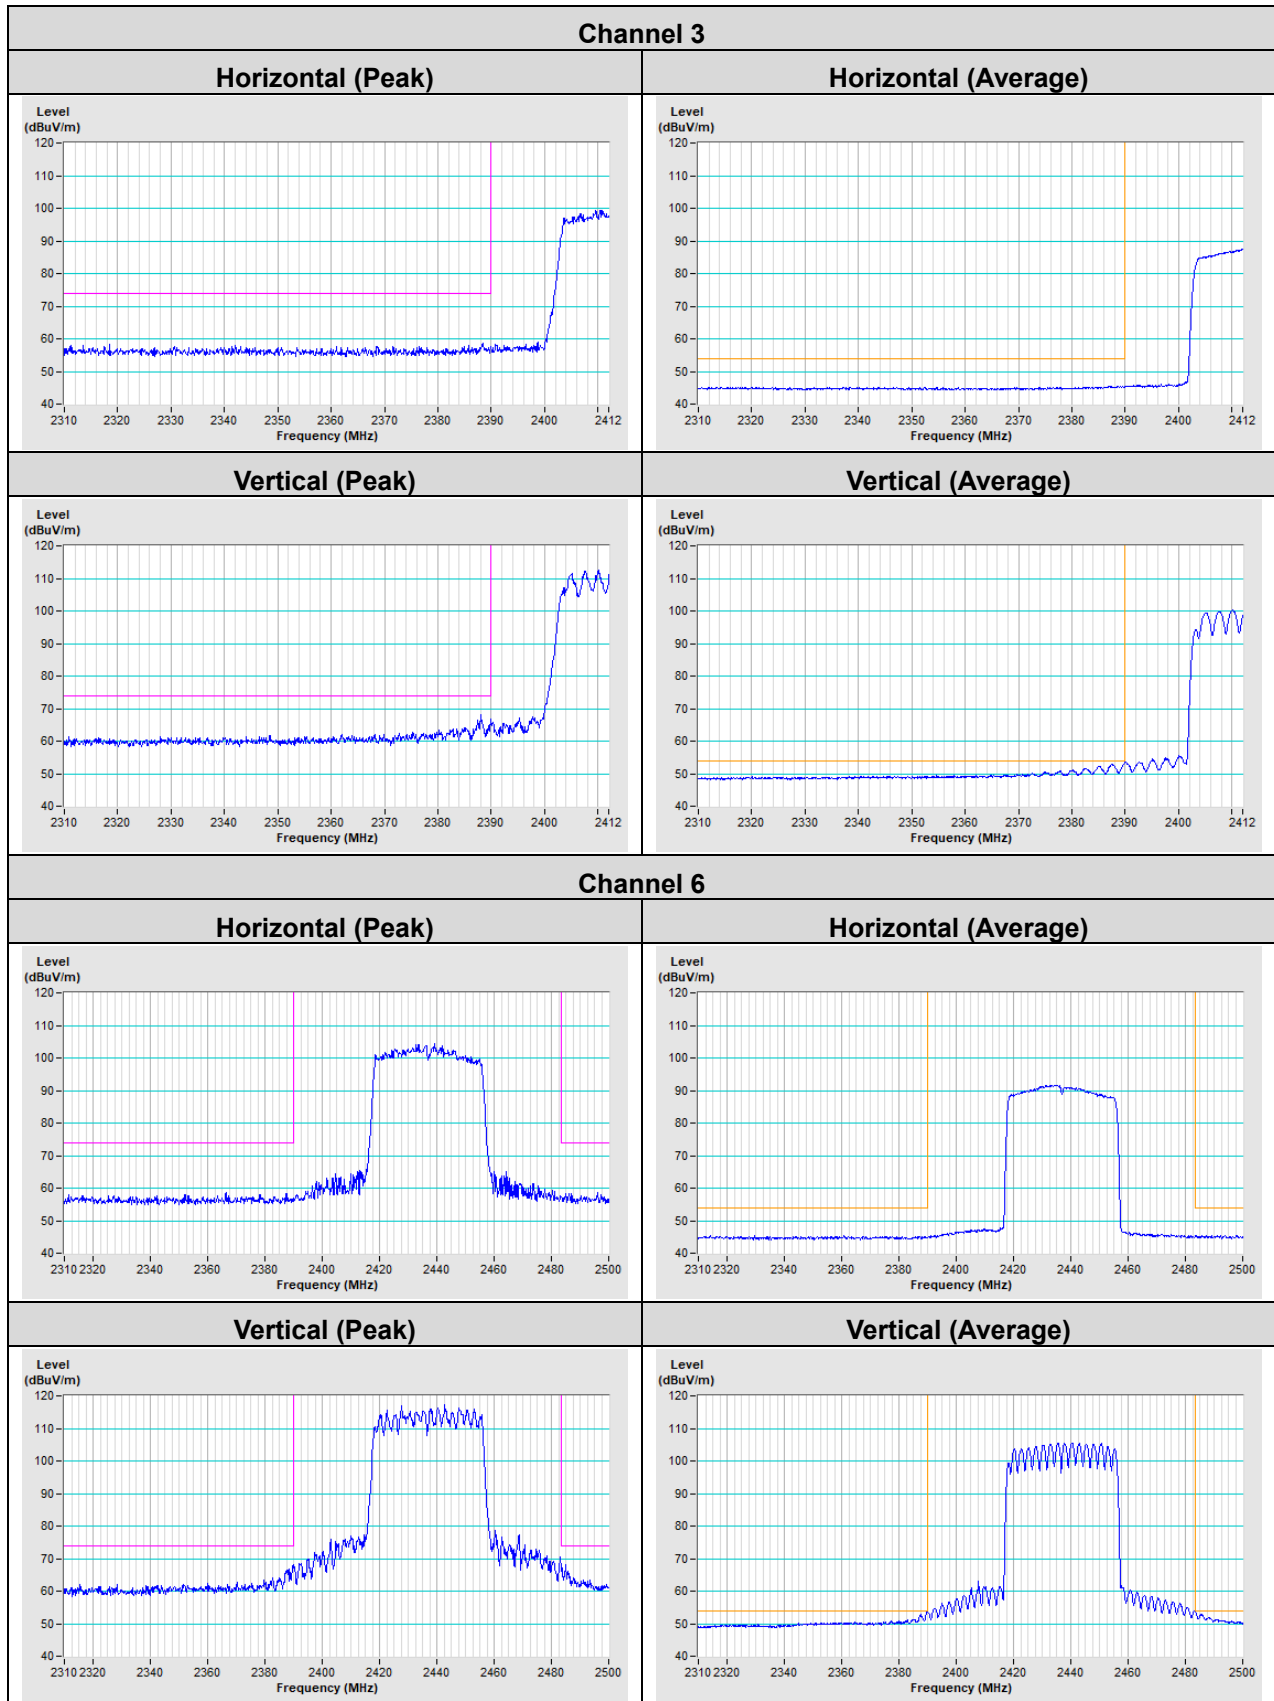 Channel 3
Horizontal (Peak) Horizontal (Average)
Level
(dBuV/m)
120
110
100
90
80
70
60
50
40
2310 2320 2330 2340 2350 2360 2370 2380 2390 2400 2412
Frequency (MHz)
Level
(dBuV/m)
120
110
100
90
80
70
60
50
40
2310 2320 2330 2340 2350 2360 2370 2380 2390 2400 2412
Frequency (MHz)
Vertical (Peak) Vertical (Average)
Level
(dBuV/m)
120
110
100
90
80
70
60
50
40
2310 2320 2330 2340 2350 2360 2370 2380 2390 2400 2412
Frequency (MHz)
Level
(dBuV/m)
120
110
100
90
80
70
60
50
40
2310 2320 2330 2340 2350 2360 2370 2380 2390 2400 2412
Frequency (MHz)
Channel 6
Horizontal (Peak) Horizontal (Average)
Level
(dBuV/m)
120
110
100
90
80
70
60
50
40
2310 2320 2340 2360 2380 2400 2420 2440 2460 2480 2500
Frequency (MHz)
Level
(dBuV/m)
120
110
100
90
80
70
60
50
40
2310 2320 2340 2360 2380 2400 2420 2440 2460 2480 2500
Frequency (MHz)
Vertical (Peak) Vertical (Average)
Level
(dBuV/m)
120
110
100
90
80
70
60
50
40
2310 2320 2340 2360 2380 2400 2420 2440 2460 2480 2500
Frequency (MHz)
Level
(dBuV/m)
120
110
100
90
80
70
60
50
40
2310 2320 2340 2360 2380 2400 2420 2440 2460 2480 2500
Frequency (MHz)